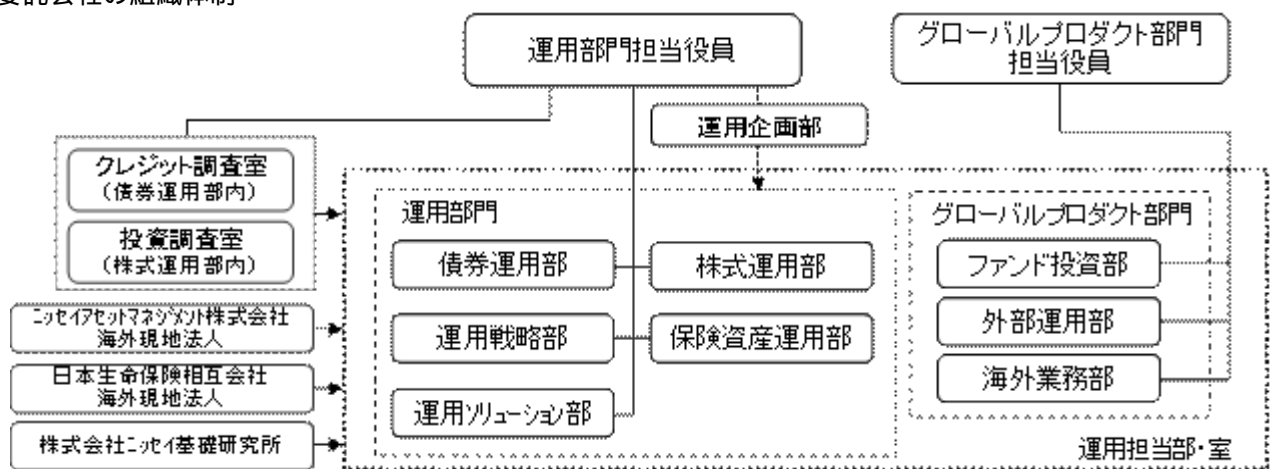 委託会社の組織体制
運用部門担当役員
グローバルプロダクト部門
担当役員
運用企画部
クレジット調査室
（債券運用部内）
投資調査室
（株式運用部内）
運用部門
グローバルプロダクト部門
債券運用部
株式運用部
ファンド投資部
ニッセイアセットマネジメント株式会社
海外現地法人
運用戦略部
保険資産運用部
外部運用部
日本生命保険相互会社
海外現地法人
海外業務部
運用ソリューション部
株式会社ニッセイ基礎研究所
運用担当部・室